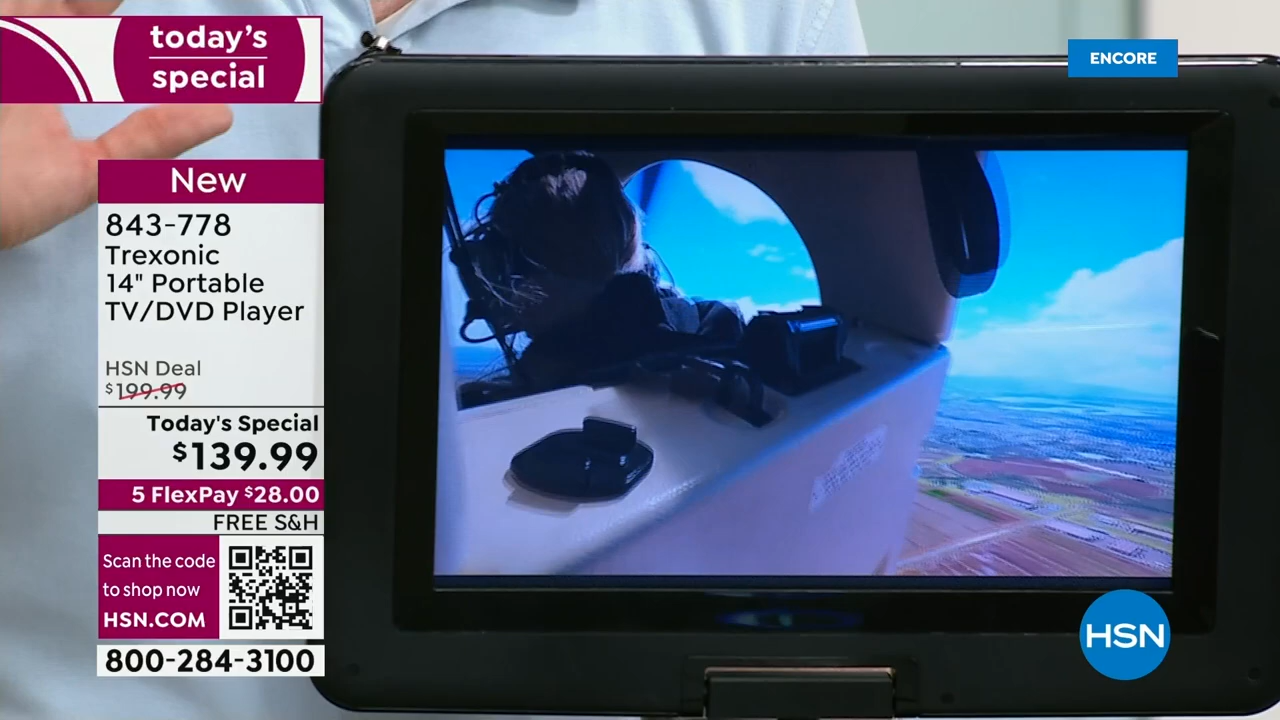 today's
special
ENCORE
New
843-778
Trexonic
14" Portable
TV/DVD Player
HSN Deal
$199.99
Today's Special
$139.99
5 FlexPay $28.00
FREE S&H
Scan the code
to shop now
HSN.COM
800-284-3100
HSN